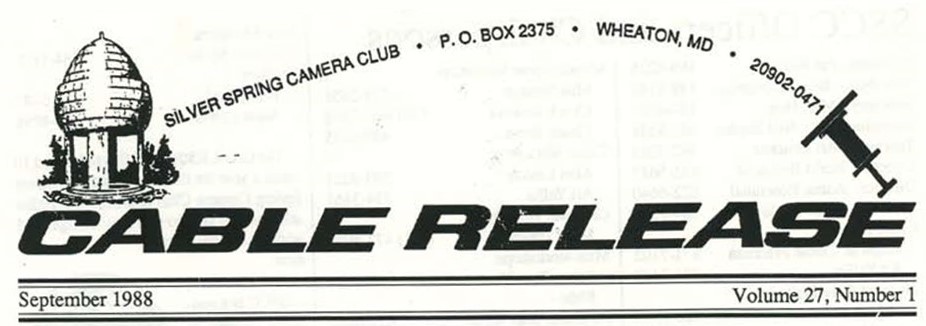 SILVER SPRING CAMERA CLUB • P. O. BOX 2375 • WHEATON, MD • 20902-0471
CABLE RELEASE
September 1988
Volume 27, Number 1